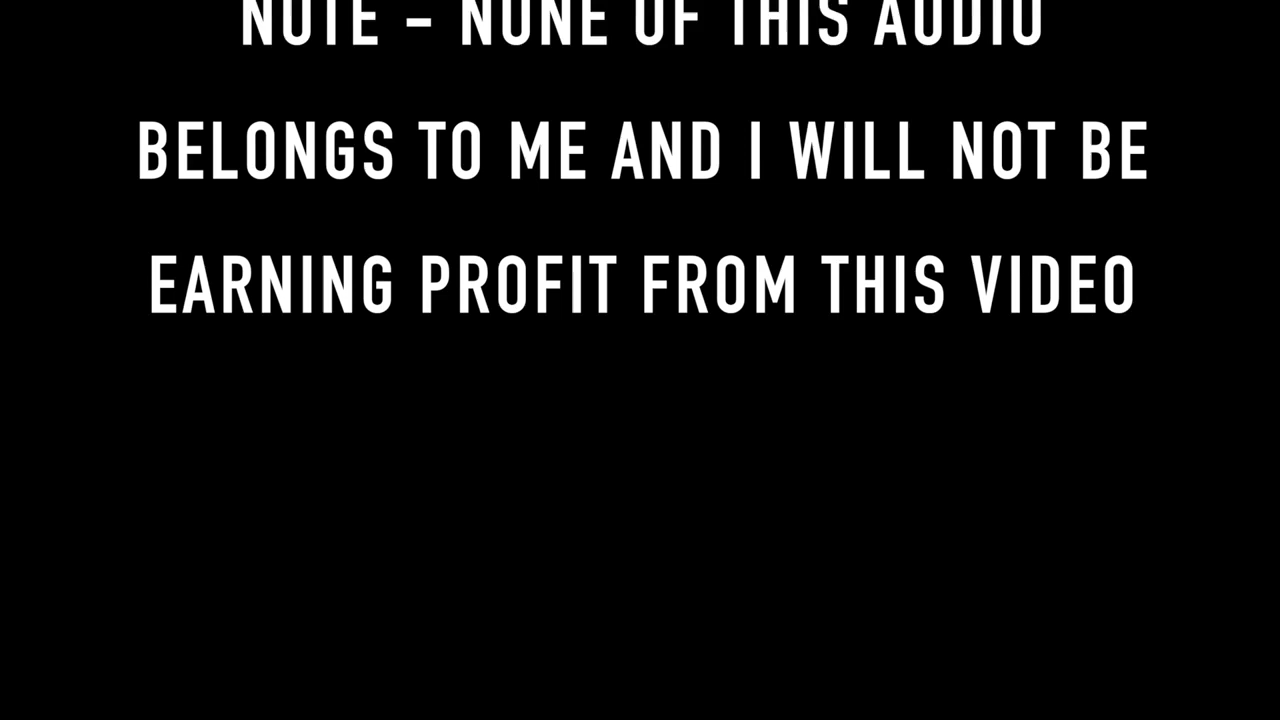 NOTE - NONE OF THIS AUDIO
BELONGS TO ME AND I WILL NOT BE
EARNING PROFIT FROM THIS VIDEO